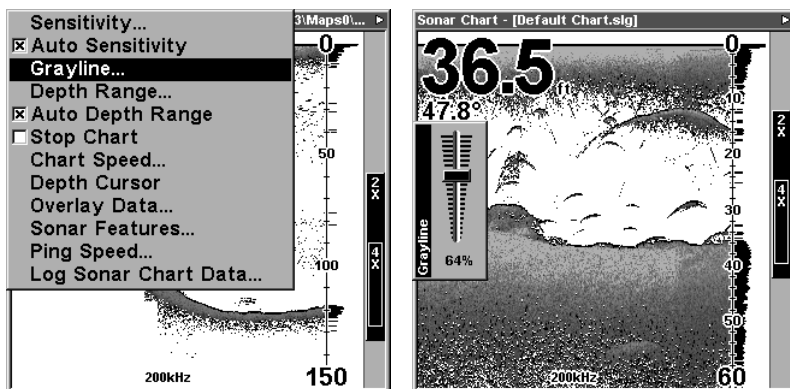 Sensitivity...
Auto Sensitivity
Grayline...
Depth Range...
Auto Depth Range
Stop Chart
Chart Speed...
Depth Cursor
Overlay Data...
Sonar Features...
Ping Speed...
Log Sonar Chart Data...
3\Maps0\...
0
50
100
150
200kHz
2X
4X
Sonar Chart - [Default Chart.slg]
36.5 ft
47.8°
Grayline
64%
0
10
20
30
40
50
60
200kHz
2X
4X